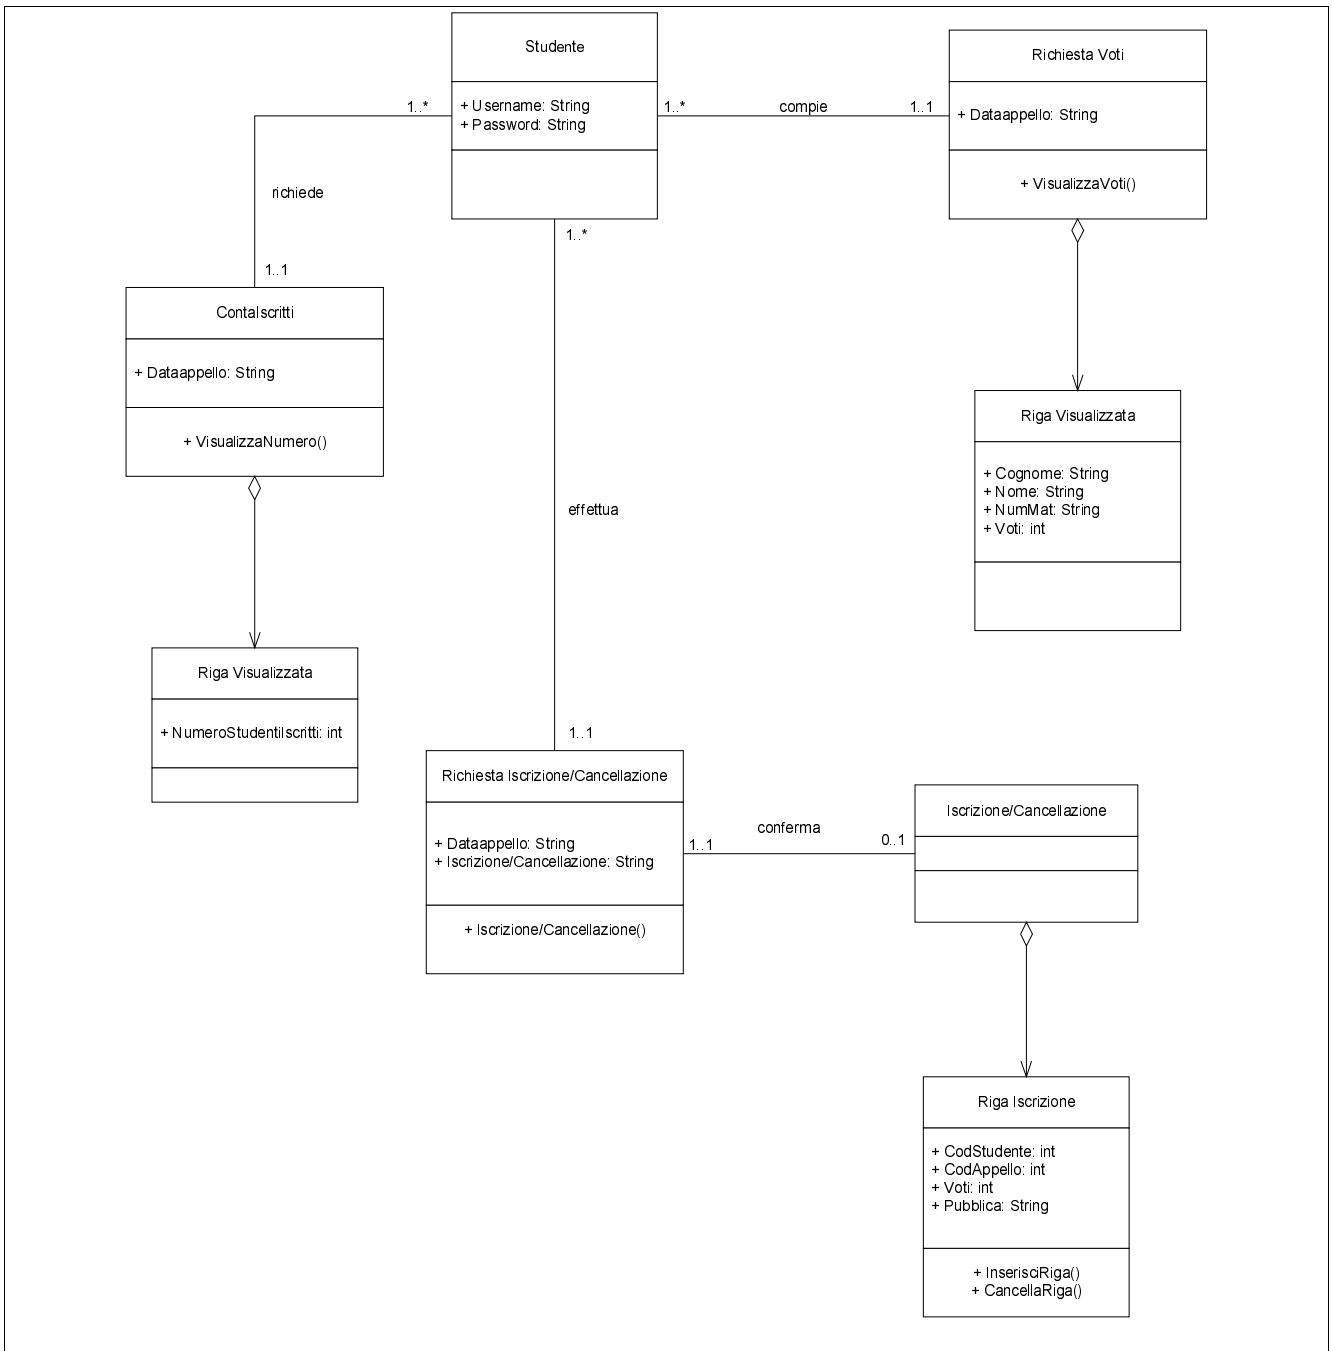 Studente
+ Username: String
+ Password: String
Richiesta Voti
+ Dataappello: String
+ VisualizzaVoti()
1..*
1..*
compie
1..1
richiede
1..1
1..*
ContaIscritti
+ Dataappello: String
+ VisualizzaNumero()
Riga Visualizzata
+ Cognome: String
+ Nome: String
+ NumMat: String
+ Voti: int
effettua
Riga Visualizzata
+ NumeroStudentiIscritti: int
1..1
Richiesta Iscrizione/Cancellazione
+ Dataappello: String
+ Iscrizione/Cancellazione: String
+ Iscrizione/Cancellazione()
1..1
conferma
0..1
Iscrizione/Cancellazione
Riga Iscrizione
+ CodStudente: int
+ CodAppello: int
+ Voti: int
+ Pubblica: String
+ InserisciRiga()
+ CancellaRiga()